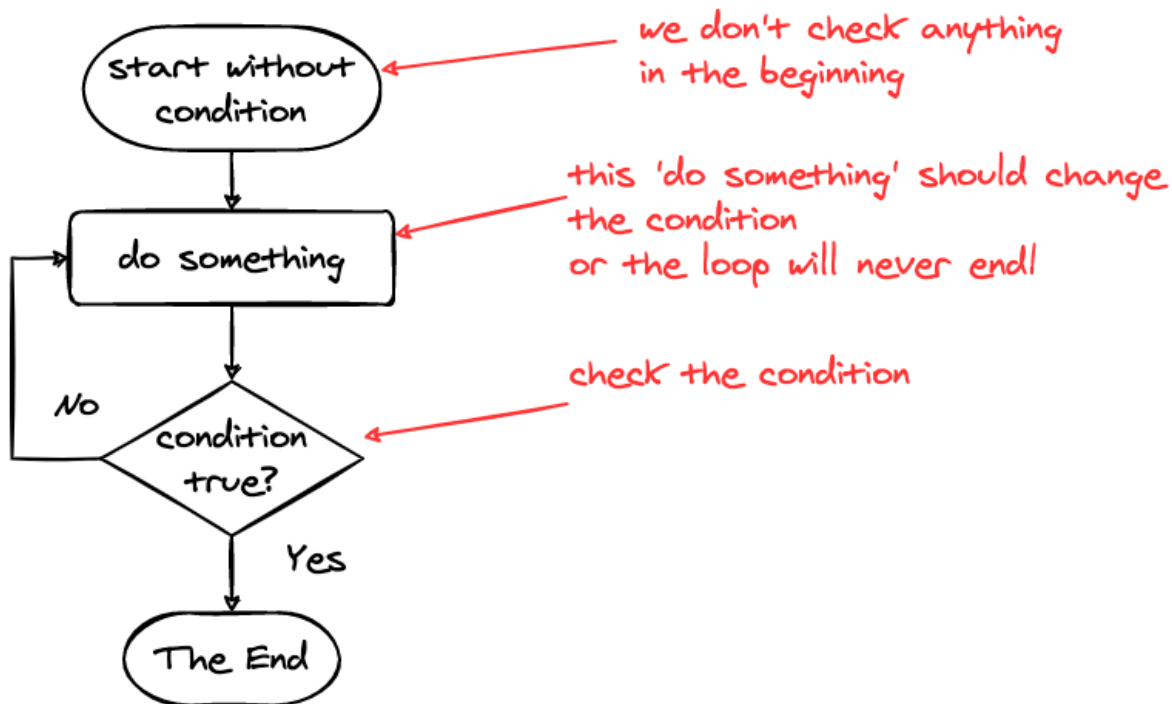 start without
condition
we don't check anything
in the beginning
do something
this 'do something' should change
the condition
or the loop will never end!
No
condition
true?
check the condition
Yes
The End